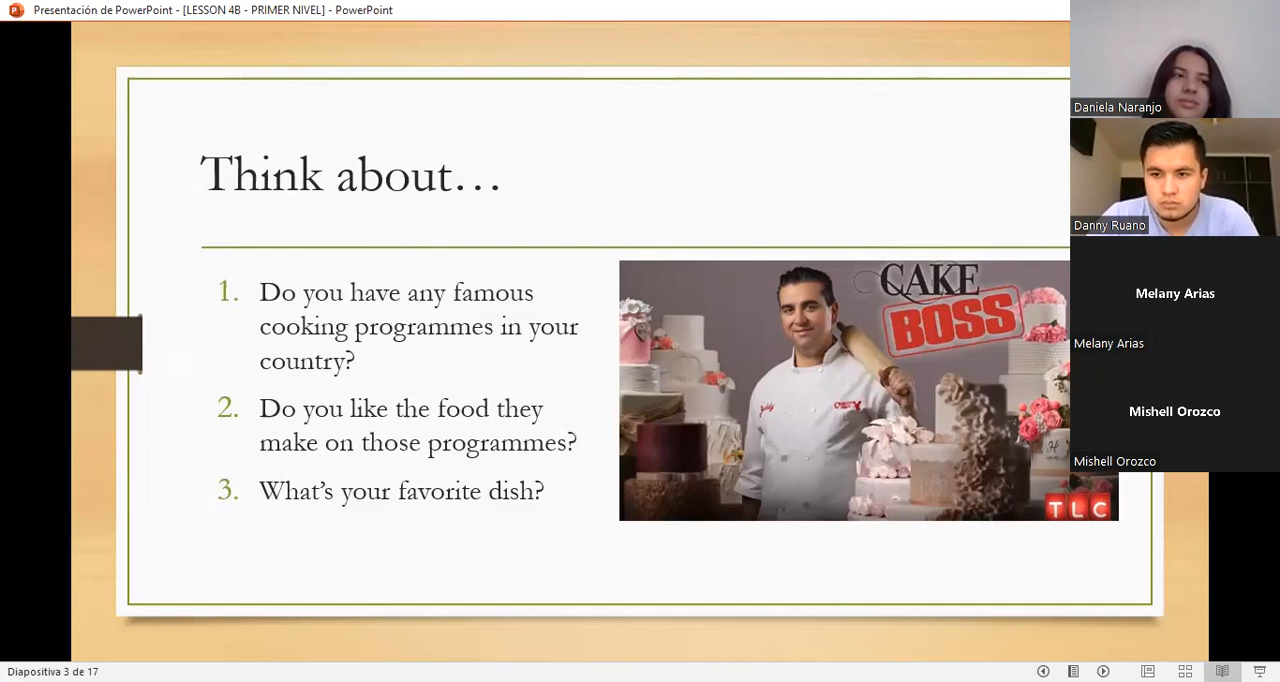 Presentación de PowerPoint - [LESSON 4B - PRIMER NIVEL] - PowerPoint
Think about…
1. Do you have any famous
cooking programmes in your
country?
2. Do you like the food they
make on those programmes?
3. What's your favorite dish?
CAKE
BOSS
TLC
Daniela Naranjo
Danny Ruano
Melany Arias
Melany Arias
Mishell Orozco
Mishell Orozco
Diapositiva 3 de 17